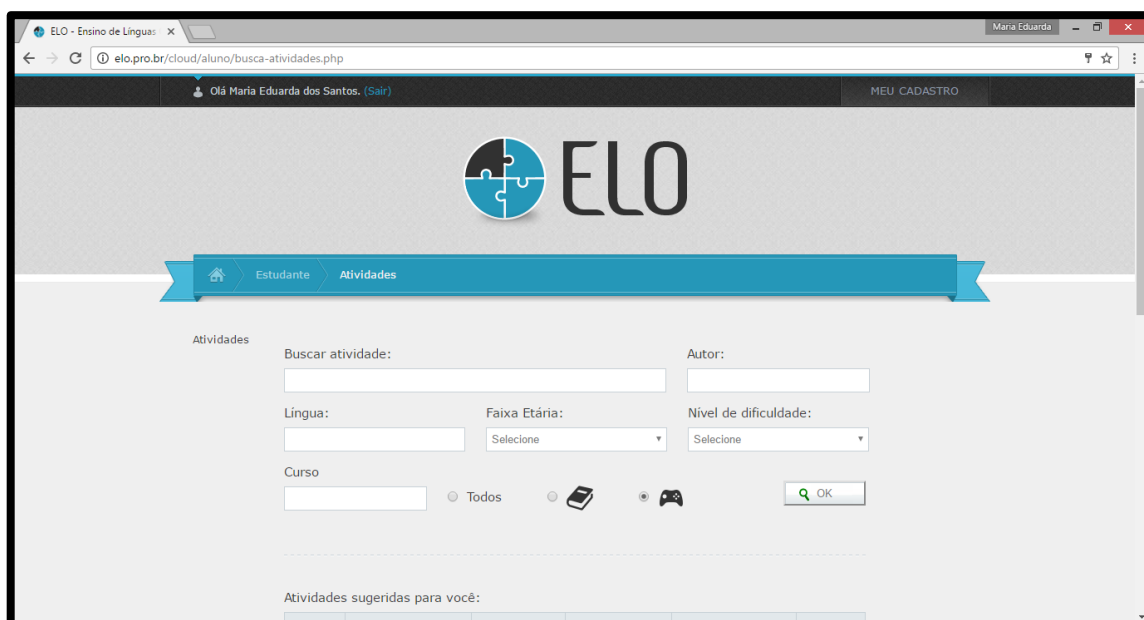 ELO - Ensino de Línguas
Maria Eduarda
elo.pro.br/cloud/aluno/busca-atividades.php
Olá Maria Eduarda dos Santos. (Sair)
MEU CADASTRO
ELO
Estudante
Atividades
Atividades
Buscar atividade:
Autor:
Língua:
Faixa Etária:
Nível de dificuldade:
Selecione
Selecione
Curso
Todos
OK
Atividades sugeridas para você: